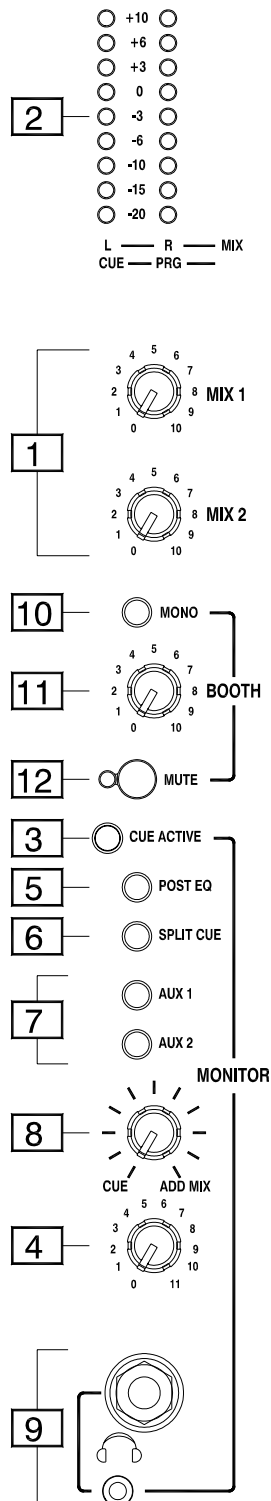 +10
+6
+3
0
2 -3
-6
-10
-15
-20
L R MIX
CUE PRG
1
0 1 2 3 4 5 6 7 8 9 10 MIX 1
0 1 2 3 4 5 6 7 8 9 10 MIX 2
10 MONO
11 0 1 2 3 4 5 6 7 8 9 10 BOOTH
12 MUTE
3 CUE ACTIVE
5 POST EQ
6 SPLIT CUE
7 AUX 1
AUX 2
MONITOR
8
CUE ADD MIX
4 0 1 2 3 4 5 6 7 8 9 10 11
9